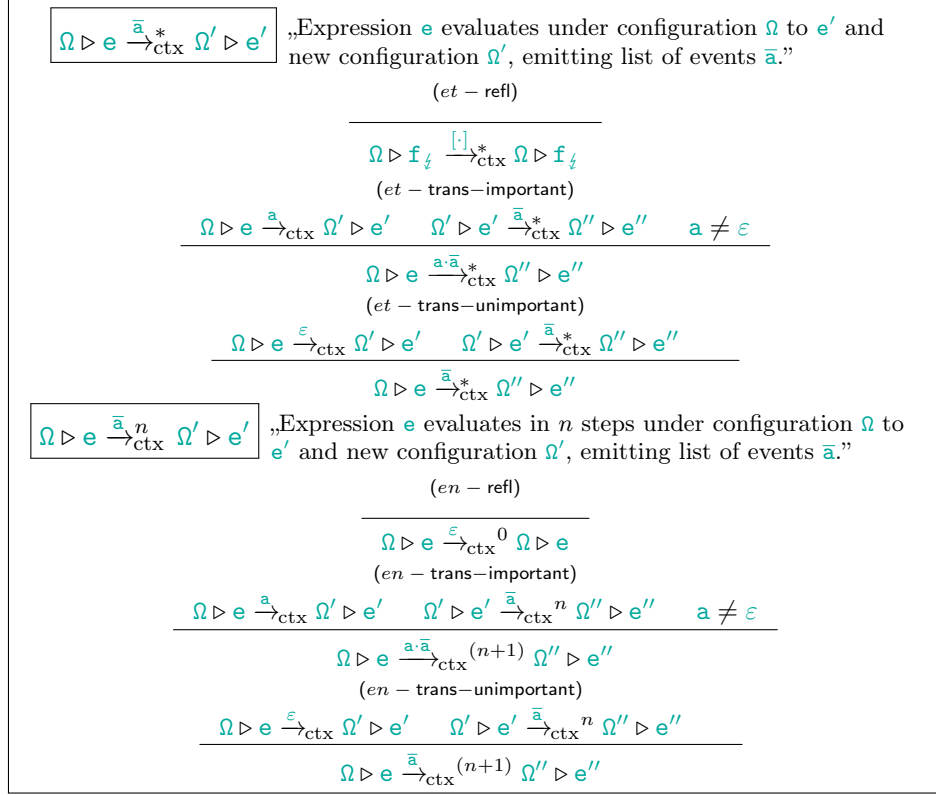 Ω ▷ e –a̅→*ctx Ω′ ▷ e′ „Expression e evaluates under configuration Ω to e′ and
new configuration Ω′, emitting list of events a̅.”
(et − refl)
Ω ▷ f↯ –[·]→*ctx Ω ▷ f↯
(et − trans−important)
Ω ▷ e –a→ctx Ω′ ▷ e′ Ω′ ▷ e′ –a̅→*ctx Ω′′ ▷ e′′ a ≠ ε
Ω ▷ e –a·a̅→*ctx Ω′′ ▷ e′′
(et − trans−unimportant)
Ω ▷ e –ε→ctx Ω′ ▷ e′ Ω′ ▷ e′ –a̅→*ctx Ω′′ ▷ e′′
Ω ▷ e –a̅→*ctx Ω′′ ▷ e′′
Ω ▷ e –a̅→nctx Ω′ ▷ e′ „Expression e evaluates in n steps under configuration Ω to
e′ and new configuration Ω′, emitting list of events a̅.”
(en − refl)
Ω ▷ e –ε→ctx0 Ω ▷ e
(en − trans−important)
Ω ▷ e –a→ctx Ω′ ▷ e′ Ω′ ▷ e′ –a̅→ctxn Ω′′ ▷ e′′ a ≠ ε
Ω ▷ e –a·a̅→ctx(n+1) Ω′′ ▷ e′′
(en − trans−unimportant)
Ω ▷ e –ε→ctx Ω′ ▷ e′ Ω′ ▷ e′ –a̅→ctxn Ω′′ ▷ e′′
Ω ▷ e –a̅→ctx(n+1) Ω′′ ▷ e′′